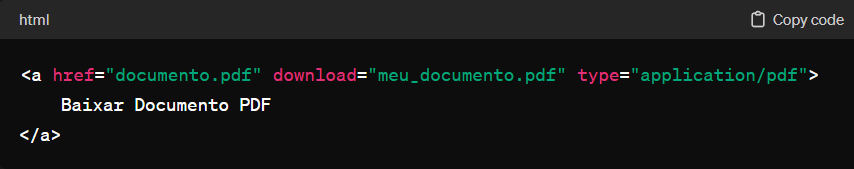 html
Copy code
<a href="documento.pdf" download="meu_documento.pdf" type="application/pdf">
    Baixar Documento PDF
</a>